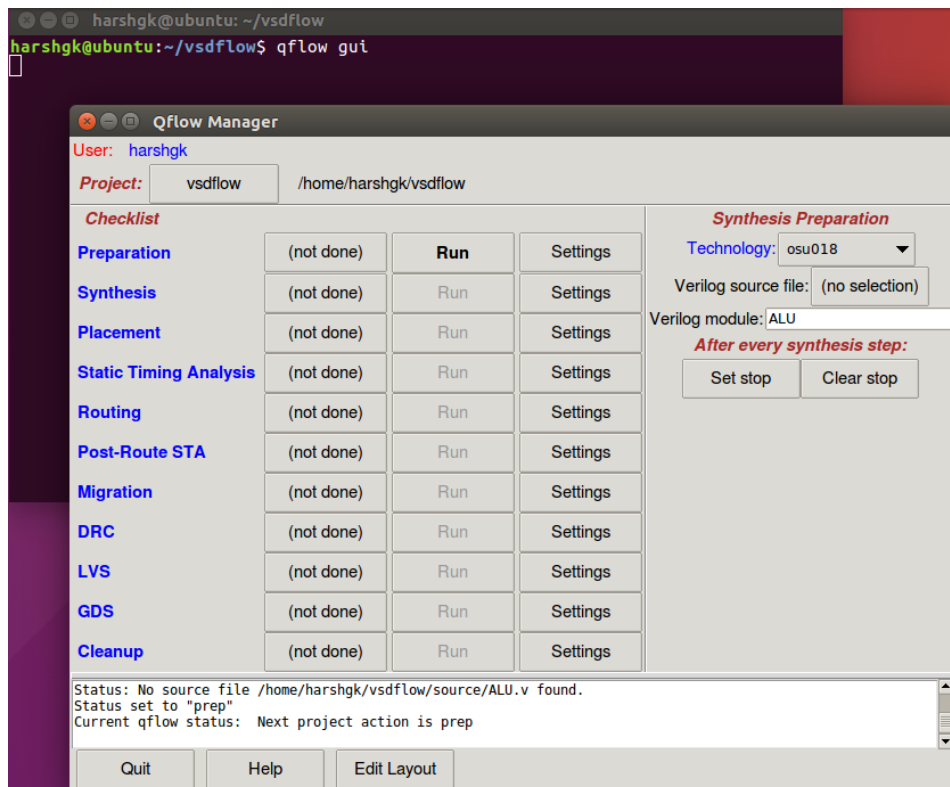 harshgk@ubuntu: ~/vsdflow
harshgk@ubuntu:~/vsdflow$ qflow gui
Qflow Manager
User: harshgk
Project: vsdflow /home/harshgk/vsdflow
Checklist
Preparation (not done) Run Settings
Synthesis (not done) Run Settings
Placement (not done) Run Settings
Static Timing Analysis (not done) Run Settings
Routing (not done) Run Settings
Post-Route STA (not done) Run Settings
Migration (not done) Run Settings
DRC (not done) Run Settings
LVS (not done) Run Settings
GDS (not done) Run Settings
Cleanup (not done) Run Settings
Synthesis Preparation
Technology: osu018
Verilog source file: (no selection)
Verilog module: ALU
After every synthesis step:
Set stop Clear stop
Status: No source file /home/harshgk/vsdflow/source/ALU.v found.
Status set to "prep"
Current qflow status:  Next project action is prep
Quit Help Edit Layout